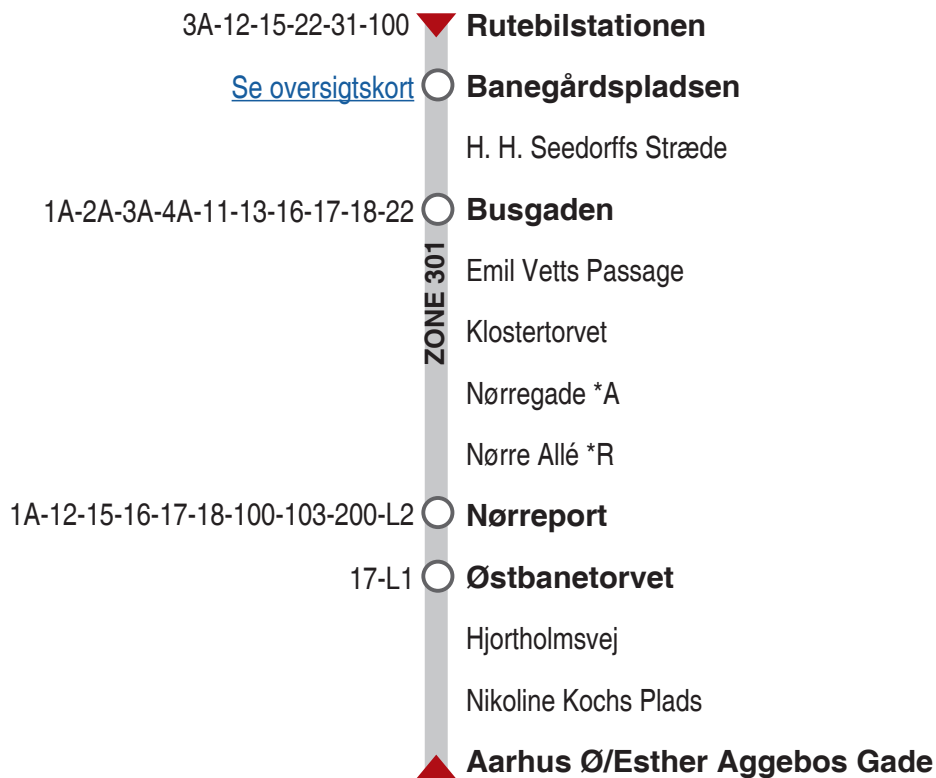 3A-12-15-22-31-100 Rutebilstationen
Se oversigtskort Banegårdspladsen
H. H. Seedorffs Stræde
1A-2A-3A-4A-11-13-16-17-18-22 Busgaden
ZONE 301
Emil Vetts Passage
Klostertorvet
Nørregade *A
Nørre Allé *R
1A-12-15-16-17-18-100-103-200-L2 Nørreport
17-L1 Østbanetorvet
Hjortholmsvej
Nikoline Kochs Plads
Aarhus Ø/Esther Aggebos Gade